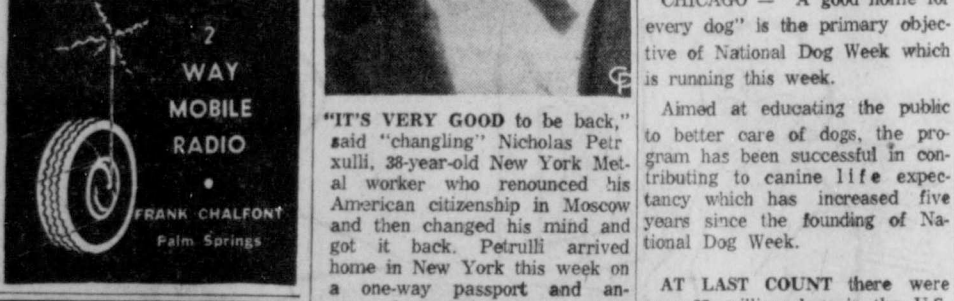 2
WAY
MOBILE
RADIO
•
FRANK CHALFONT
Palm Springs
CP
"IT'S VERY GOOD to be back,"
said "changling" Nicholas Petr
xulli, 38-year-old New York Met-
al worker who renounced his
American citizenship in Moscow
and then changed his mind and
got it back. Petrulli arrived
home in New York this week on
a one-way passport and an-
CHICAGO — "A good home for
every dog" is the primary objec-
tive of National Dog Week which
is running this week.
Aimed at educating the public
to better care of dogs, the pro-
gram has been successful in con-
tributing to canine life expec-
tancy which has increased five
years since the founding of Na-
tional Dog Week.
AT LAST COUNT there were